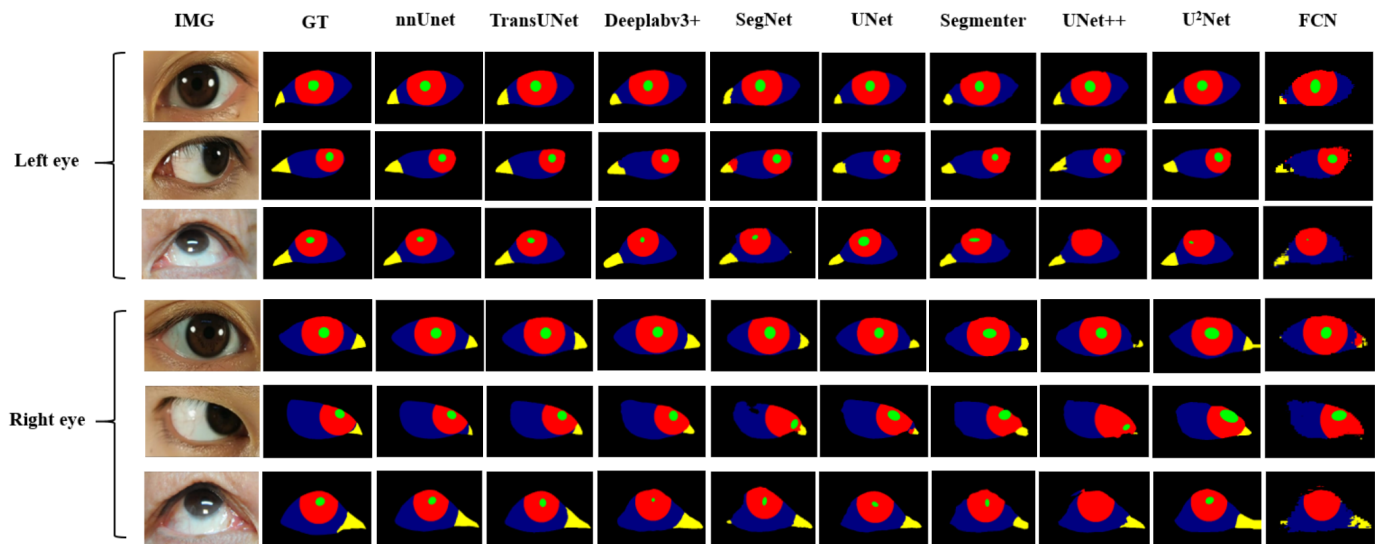 IMG GT nnUnet TransUNet Deeplabv3+ SegNet UNet Segmenter UNet++ U²Net FCN
Left eye
Right eye